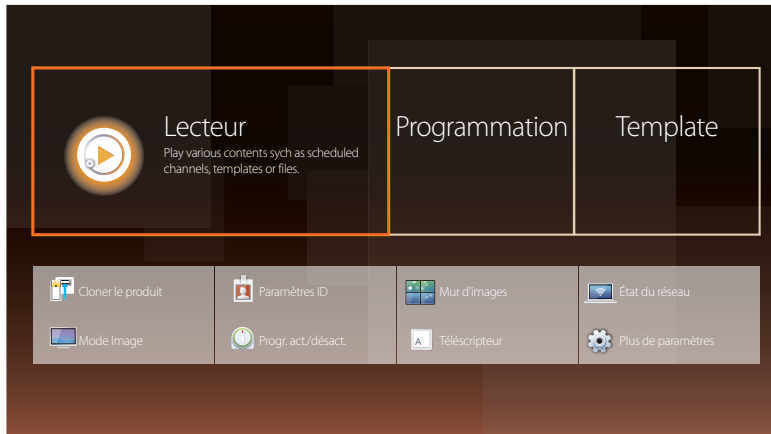 Lecteur
Play various contents sych as scheduled
channels, templates or files.
Programmation
Template
Cloner le produit
Paramètres ID
Mur d'images
État du réseau
Mode Image
Progr. act./désact.
A
Téléscripteur
Plus de paramètres